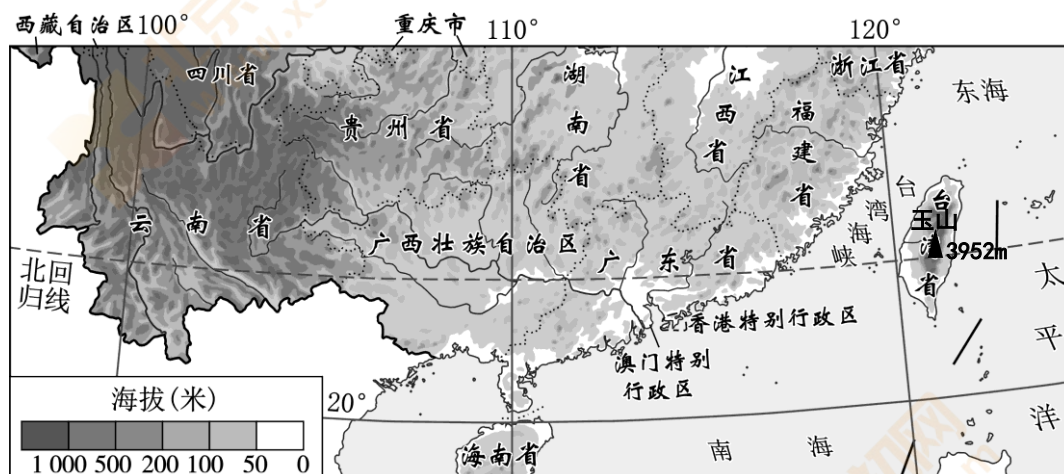 西藏自治区100°
重庆市
110°
120°
四川省
贵州省
湖南省
江西省
浙江省
福建省
东海
云南省
广西壮族自治区
广东省
台湾海峡
台湾省
玉山
3952m
北回
归线
香港特别行政区
澳门特别
行政区
太平洋
20°
海南省
南海
海拔(米)
1 000 500 200 100 50 0